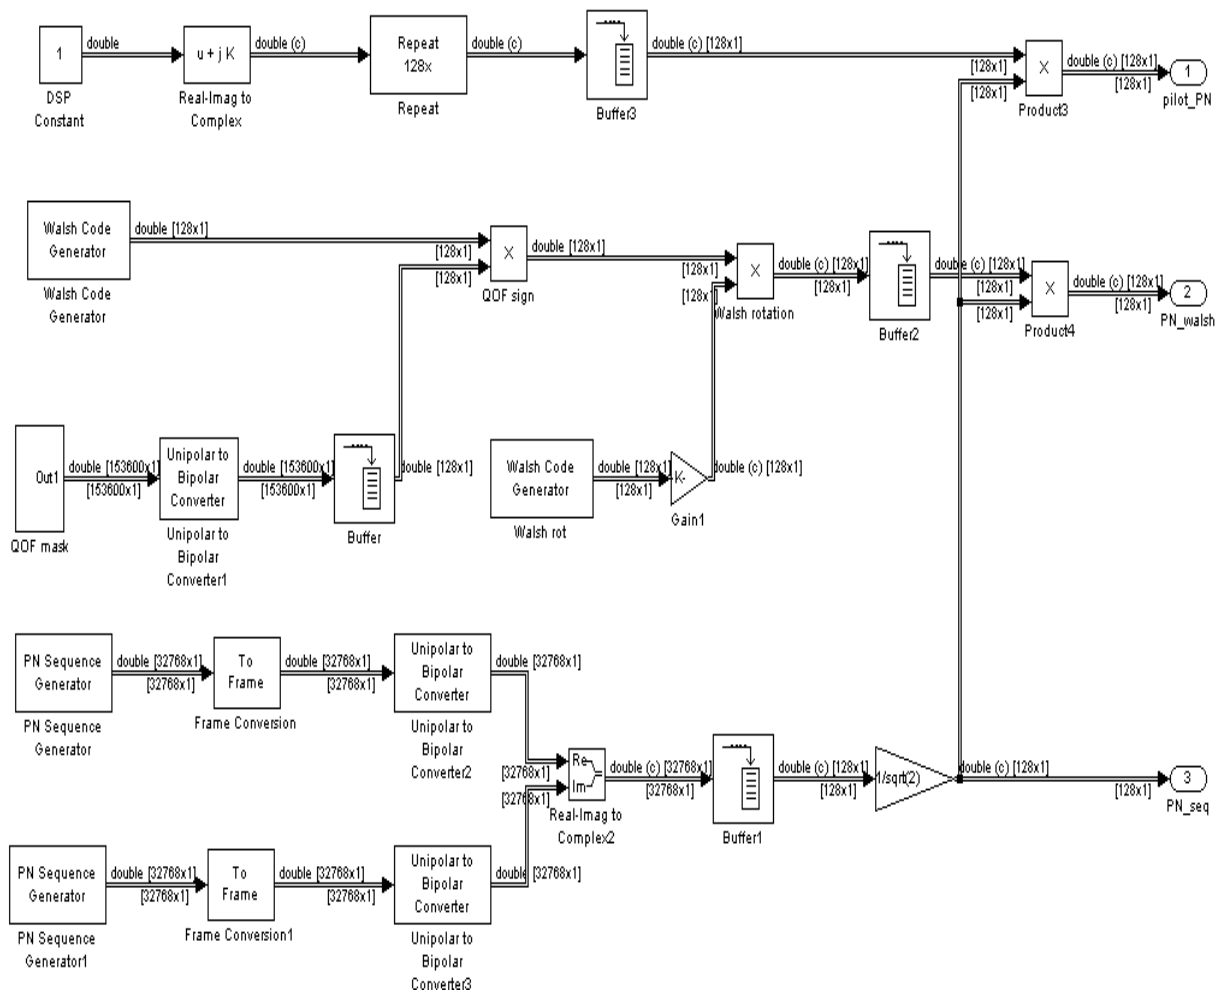 1
double
DSP
Constant
u + j K
double (c)
Real-Imag to
Complex
Repeat
128x
double (c)
Repeat
Buffer3
double (c) [128x1]
[128x1]
[128x1]
X
Product3
double (c) [128x1]
[128x1]
1
pilot_PN
Walsh Code
Generator
double [128x1]
Walsh Code
Generator
[128x1]
[128x1]
X
QOF sign
double [128x1]
[128x1]
[128x1]
X
Walsh rotation
double (c) [128x1]
[128x1]
Buffer2
double (c) [128x1]
[128x1]
[128x1]
X
Product4
double (c) [128x1]
[128x1]
2
PN_walsh
Out1
QOF mask
double [153600x1]
[153600x1]
Unipolar to
Bipolar
Converter
Unipolar to
Bipolar
Converter1
double [153600x1]
[153600x1]
Buffer
double [128x1]
Walsh Code
Generator
Walsh rot
double [128x1]
[128x1]
-K-
Gain1
double (c) [128x1]
PN Sequence
Generator
PN Sequence
Generator
double [32768x1]
[32768x1]
To
Frame
Frame Conversion
double [32768x1]
[32768x1]
Unipolar to
Bipolar
Converter
Unipolar to
Bipolar
Converter2
double [32768x1]
[32768x1]
[32768x1]
Re
Im
Real-Imag to
Complex2
double (c) [32768x1]
[32768x1]
Buffer1
double (c) [128x1]
[128x1]
1/sqrt(2)
double (c) [128x1]
[128x1]
3
PN_seq
PN Sequence
Generator
PN Sequence
Generator1
double [32768x1]
[32768x1]
To
Frame
Frame Conversion1
double [32768x1]
[32768x1]
Unipolar to
Bipolar
Converter
Unipolar to
Bipolar
Converter3
double [32768x1]